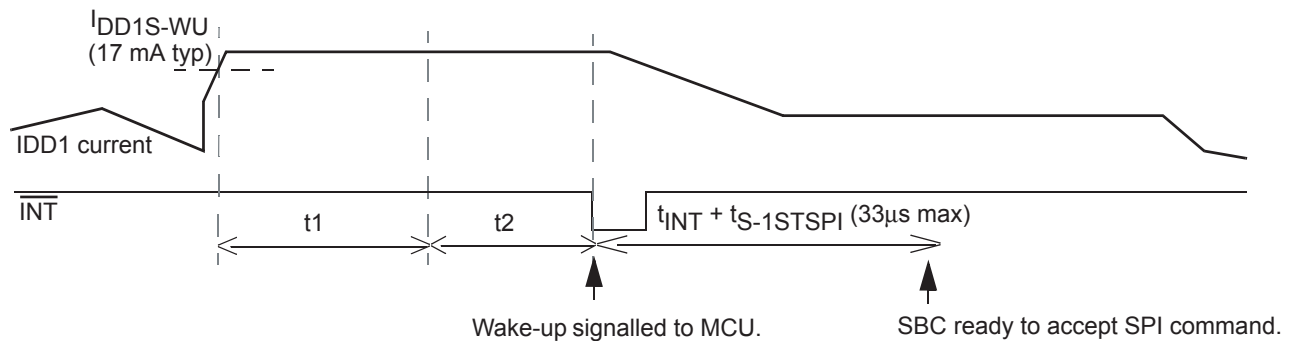 IDD1S-WU
(17 mA typ)
IDD1 current
INT
t1
t2
tINT + tS-1STSPI (33μs max)
Wake-up signalled to MCU.
SBC ready to accept SPI command.